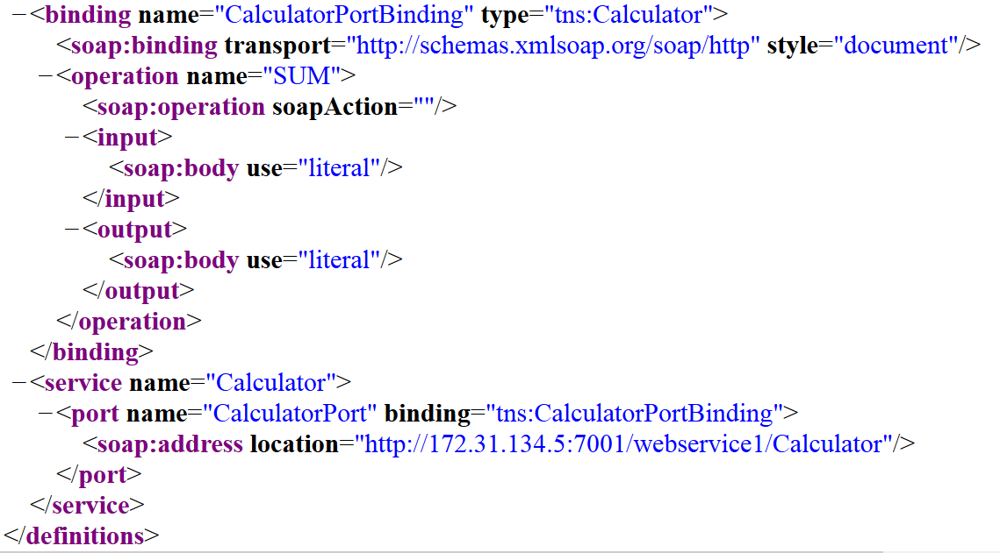 −<binding name="CalculatorPortBinding" type="tns:Calculator">
<soap:binding transport="http://schemas.xmlsoap.org/soap/http" style="document"/>
−<operation name="SUM">
<soap:operation soapAction=""/>
−<input>
<soap:body use="literal"/>
</input>
−<output>
<soap:body use="literal"/>
</output>
</operation>
</binding>
−<service name="Calculator">
−<port name="CalculatorPort" binding="tns:CalculatorPortBinding">
<soap:address location="http://172.31.134.5:7001/webservice1/Calculator"/>
</port>
</service>
</definitions>